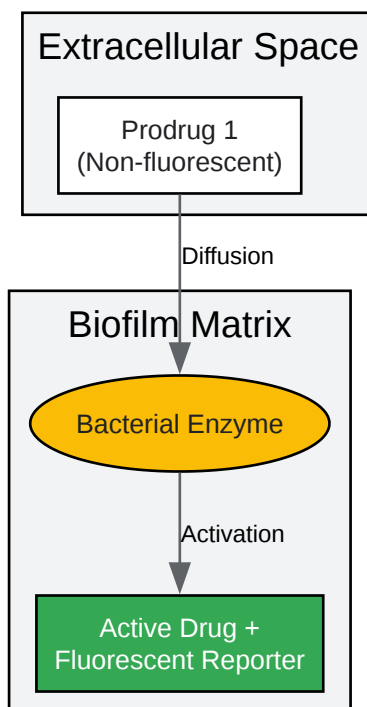 Extracellular Space
Prodrug 1
(Non-fluorescent)
Diffusion
Biofilm Matrix
Bacterial Enzyme
Activation
Active Drug +
Fluorescent Reporter